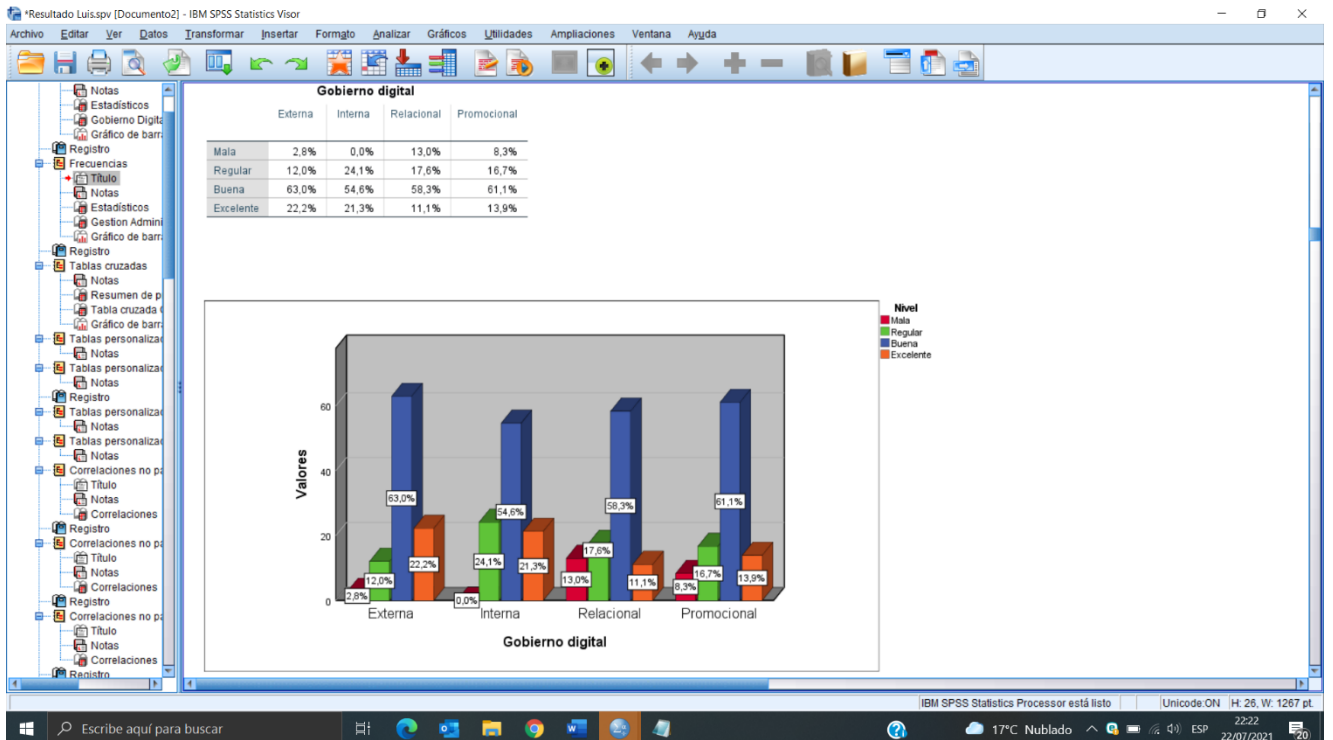 *Resultado Luis.spv [Documento2] - IBM SPSS Statistics Visor
Archivo Editar Ver Datos Transformar Insertar Formato Analizar Gráficos Utilidades Ampliaciones Ventana Ayuda
Notas
Estadísticos
Gobierno Digita
Gráfico de barra
Registro
Frecuencias
Título
Notas
Estadísticos
Gestion Admini
Gráfico de barra
Registro
Tablas cruzadas
Notas
Resumen de p
Tabla cruzada
Gráfico de barra
Tablas personalizad
Notas
Tablas personalizad
Notas
Registro
Tablas personalizad
Notas
Tablas personalizad
Notas
Correlaciones no pa
Título
Notas
Correlaciones
Registro
Correlaciones no pa
Título
Notas
Correlaciones
Registro
Correlaciones no pa
Título
Notas
Correlaciones
Registro
Gobierno digital
Externa Interna Relacional Promocional
Mala 2,8% 0,0% 13,0% 8,3%
Regular 12,0% 24,1% 17,6% 16,7%
Buena 63,0% 54,6% 58,3% 61,1%
Excelente 22,2% 21,3% 11,1% 13,9%
Nivel
Mala
Regular
Buena
Excelente
Valores
60
40
20
0
2,8% 12,0% 63,0% 22,2%
0,0% 24,1% 54,6% 21,3%
13,0% 17,6% 58,3% 11,1%
8,3% 16,7% 61,1% 13,9%
Externa Interna Relacional Promocional
Gobierno digital
IBM SPSS Statistics Processor está listo Unicode:ON H: 26, W: 1267 pt.
Escribe aquí para buscar
17°C Nublado ESP
22:22
22/07/2021
20